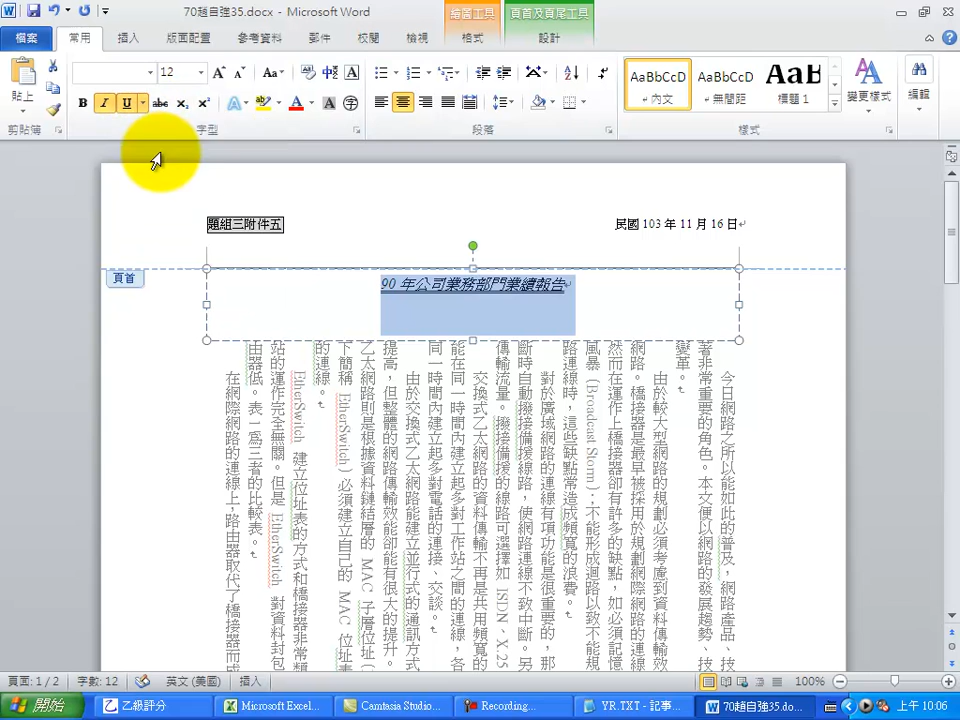 70趙自強35.docx - Microsoft Word
繪圖工具
頁首及頁尾工具
檔案
常用
插入
版面配置
參考資料
郵件
校閱
檢視
格式
設計
貼上
12
Aa
B I U abc x₂ x²
剪貼簿
字型
段落
AaBbCcD
內文
AaBbCcD
無間距
AaB
標題 1
變更樣式
編輯
樣式
題組三附件五
民國 103 年 11 月 16 日
頁首
90 年公司業務部門業績報告
今日網路之所以能如此的普及，網路產品、技
著非常重要的角色。本文便以網路的發展趨勢、技
變革。
由於較大型網路的規劃必須考慮到資料傳輸效
網路。橋接器是最早被採用於規劃網際網路的連
然而在運作上橋接器卻有許多的缺點，如必須記憶
風暴（Broadcast Storm）；不能形成迴路以致不能規
路連線時，這些缺點常造成頻寬的浪費。
對於廣域網路的連線有項功能是很重要的，那
斷時自動撥接備援線路，使網路連線不致中斷。另
傳輸流量。撥接備援的線路可選擇如 ISDN、X.25
交換式乙太網路的資料傳輸不再是共用頻寬的
能在同一時間內建立起多對工作站之間的連線，各
同一時間內建立起多對電話的連接、交談。
由於交換式乙太網路能建立並行式的通訊方式
提高，但整體的網路傳輸效能卻能有很大的提升。
乙太網路則是根據資料鏈結層的 MAC 子層位址（
下簡稱 EtherSwitch）必須建立自己的 MAC 位址表
的連線。
EtherSwitch 建立位址表的方式和橋接器非常類
站的運作完全無關。但是 EtherSwitch 對資料封包
由器低。表一為三者的比較表。
在網際網路的連線上，路由器取代了橋接器而成
頁面: 1 / 2
字數: 12
英文 (美國)
插入
100%
開始
乙級評分
Microsoft Excel...
Camtasia Studio...
Recording...
YR.TXT - 記事...
70趙自強35.do...
上午 10:06